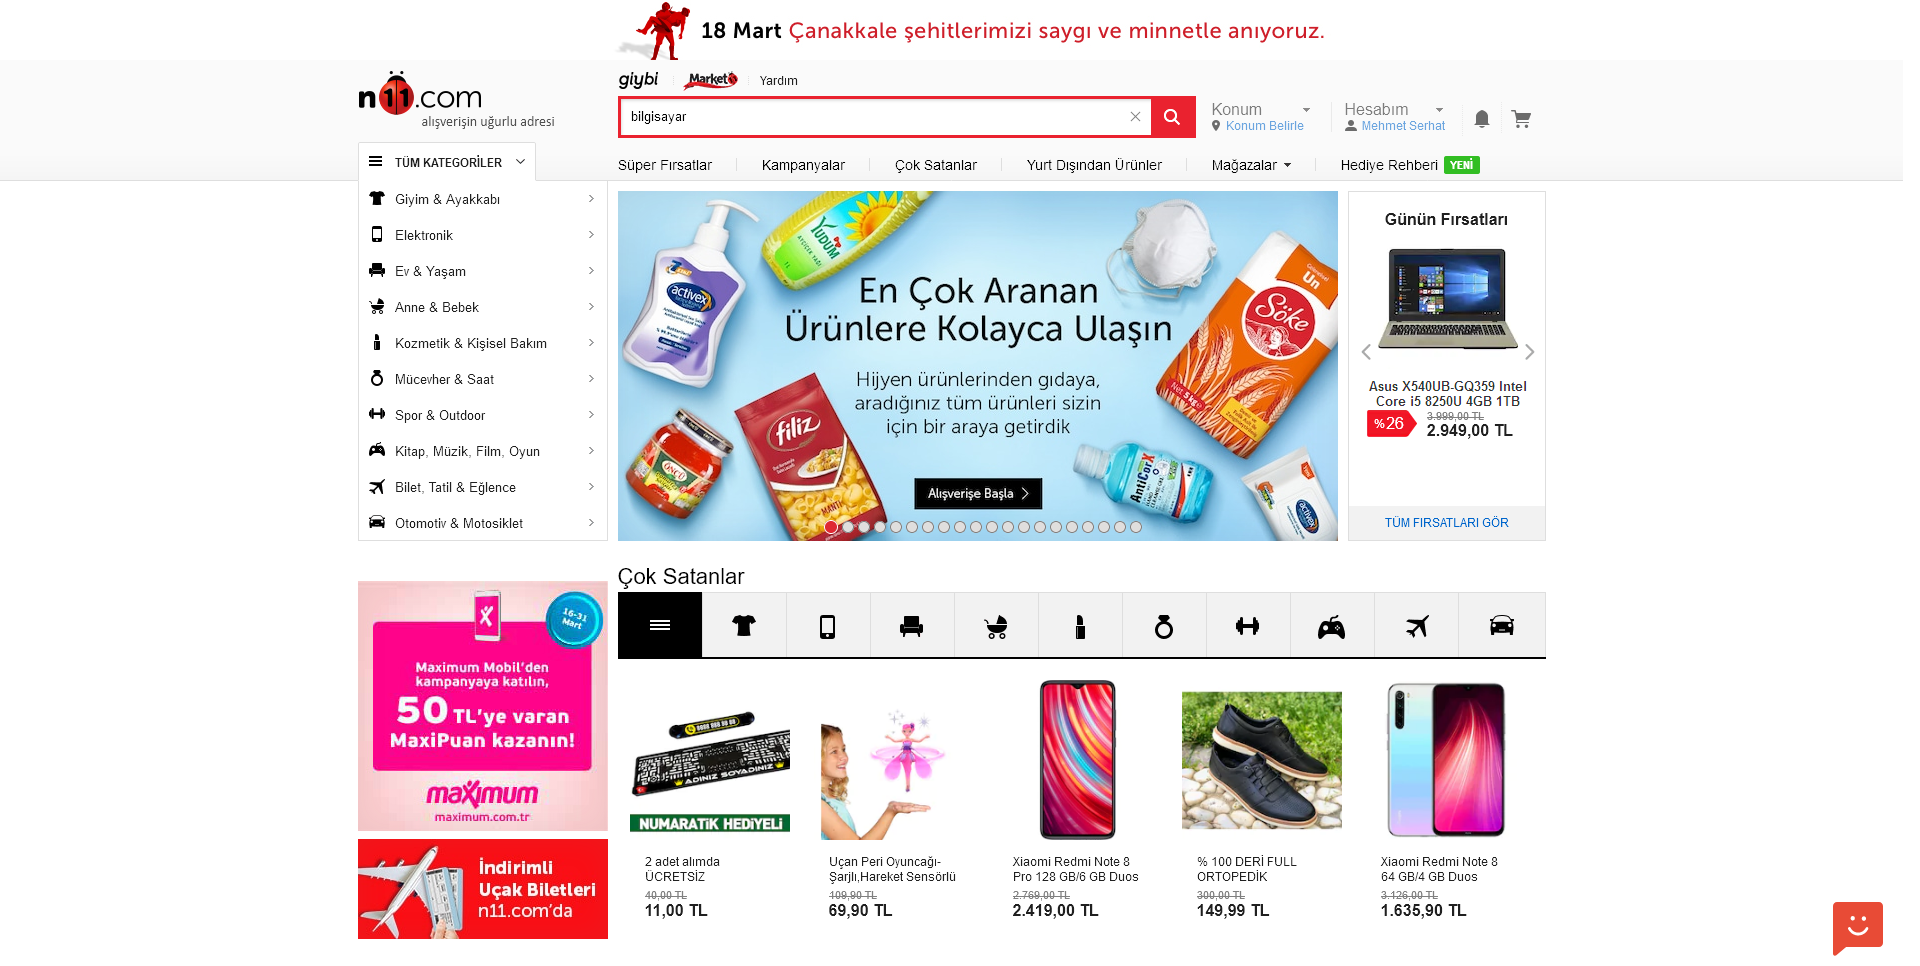 18 Mart Çanakkale şehitlerimizi saygı ve minnetle anıyoruz.
giybi
Market
Yardım
n11.com
alışverişin uğurlu adresi
bilgisayar
Konum
Konum Belirle
Hesabım
Mehmet Serhat
TÜM KATEGORİLER
Süper Fırsatlar
Kampanyalar
Çok Satanlar
Yurt Dışından Ürünler
Mağazalar
Hediye Rehberi YENİ
Giyim & Ayakkabı
Elektronik
Ev & Yaşam
Anne & Bebek
Kozmetik & Kişisel Bakım
Mücevher & Saat
Spor & Outdoor
Kitap, Müzik, Film, Oyun
Bilet, Tatil & Eğlence
Otomotiv & Motosiklet
YUDUM
activex
Un
Söke
Net 5kg e
filiz
MANTI
ÖNCÜ
AntiCorX
activex
En Çok Aranan
Ürünlere Kolayca Ulaşın
Hijyen ürünlerinden gıdaya,
aradığınız tüm ürünleri sizin
için bir araya getirdik
Alışverişe Başla
Günün Fırsatları
Asus X540UB-GQ359 Intel
Core i5 8250U 4GB 1TB
%26
3.999,00 TL
2.949,00 TL
TÜM FIRSATLARI GÖR
16-31
Mart
Maximum Mobil'den
kampanyaya katılın,
50 TL'ye varan
MaxiPuan kazanın!
maximum
maximum.com.tr
İndirimli
Uçak Biletleri
n11.com'da
Çok Satanlar
ADINIZ SOYADINIZ
NUMARATİK HEDİYELİ
2 adet alımda
ÜCRETSİZ
40,00 TL
11,00 TL
Uçan Peri Oyuncağı-
Şarjlı,Hareket Sensörlü
109,90 TL
69,90 TL
Xiaomi Redmi Note 8
Pro 128 GB/6 GB Duos
2.769,00 TL
2.419,00 TL
% 100 DERİ FULL
ORTOPEDİK
300,00 TL
149,99 TL
Xiaomi Redmi Note 8
64 GB/4 GB Duos
3.126,00 TL
1.635,90 TL